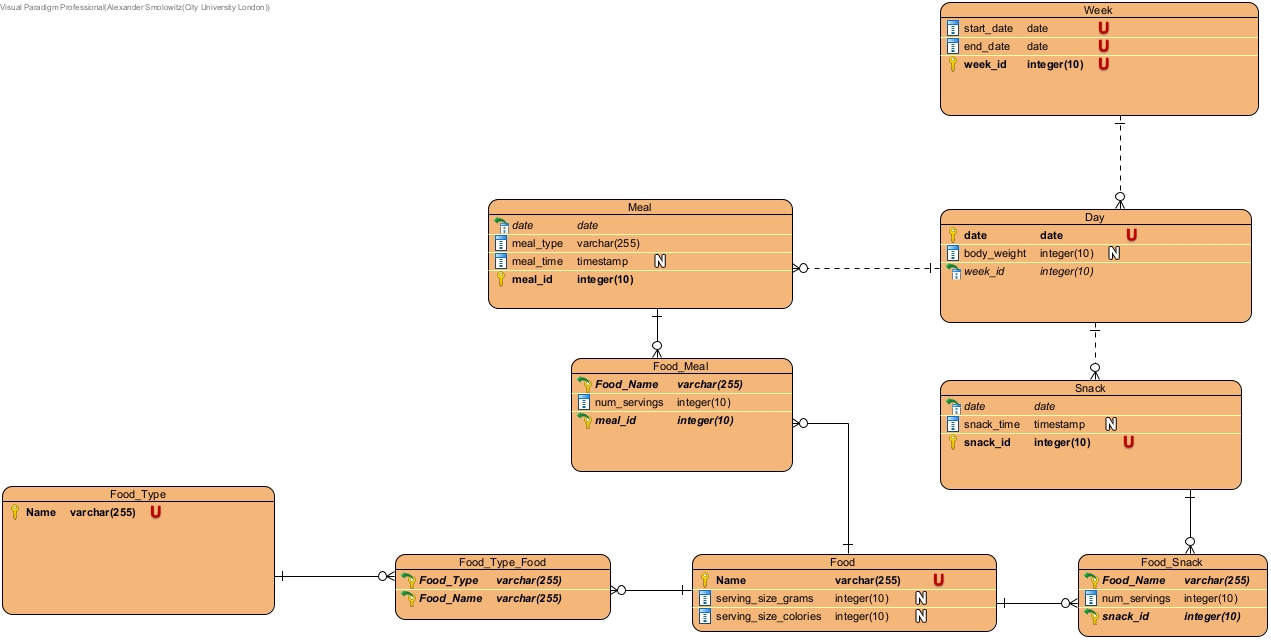 Visual Paradigm Professional(Alexander Smolowitz(City University London))
Week
start_date date U
end_date date U
week_id integer(10) U
Meal
date date
meal_type varchar(255)
meal_time timestamp N
meal_id integer(10)
Day
date date U
body_weight integer(10) N
week_id integer(10)
Food_Meal
Food_Name varchar(255)
num_servings integer(10)
meal_id integer(10)
Snack
date date
snack_time timestamp N
snack_id integer(10) U
Food_Type
Name varchar(255) U
Food_Type_Food
Food_Type varchar(255)
Food_Name varchar(255)
Food
Name varchar(255) U
serving_size_grams integer(10) N
serving_size_colories integer(10) N
Food_Snack
Food_Name varchar(255)
num_servings integer(10)
snack_id integer(10)